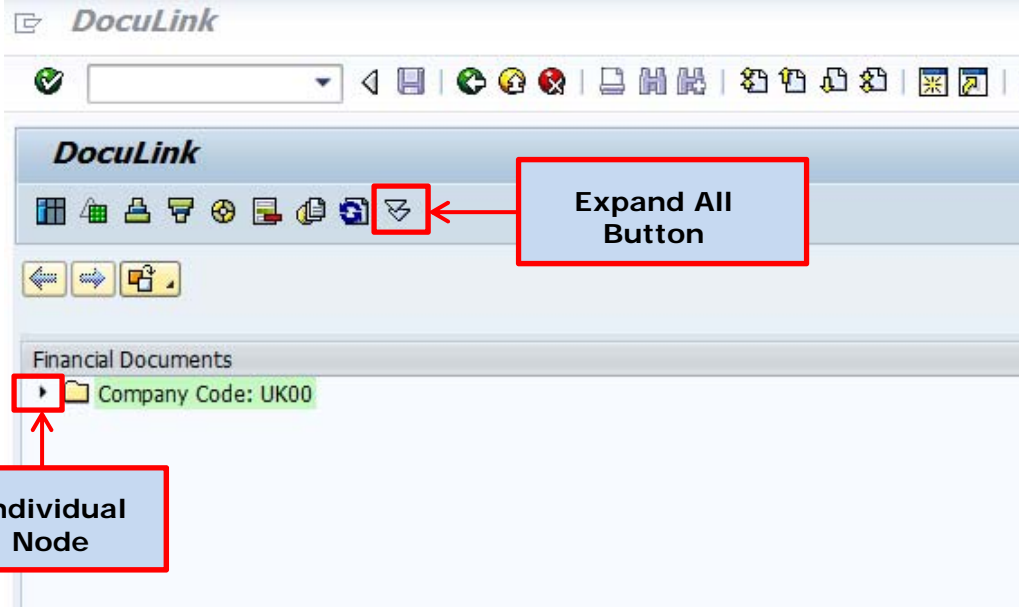 DocuLink
DocuLink
Expand All
Button
Financial Documents
Company Code: UK00
ndividual
Node